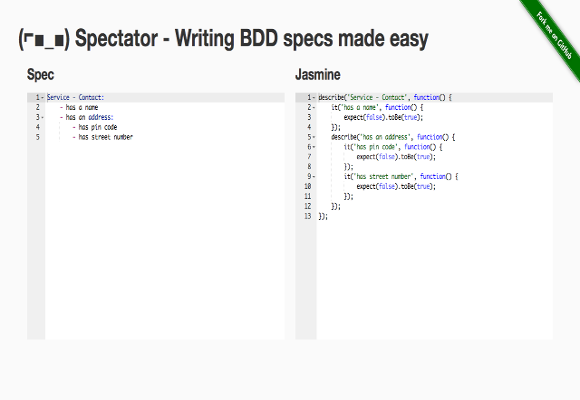 (⌐■_■) Spectator - Writing BDD specs made easy
Fork me on GitHub
Spec
1 Service - Contact:
2 - has a name
3 - has an address:
4 - has pin code
5 - has street number
Jasmine
1 describe('Service - Contact', function() {
2 it('has a name', function() {
3 expect(false).toBe(true);
4 });
5 describe('has an address', function() {
6 it('has pin code', function() {
7 expect(false).toBe(true);
8 });
9 it('has street number', function() {
10 expect(false).toBe(true);
11 });
12 });
13 });